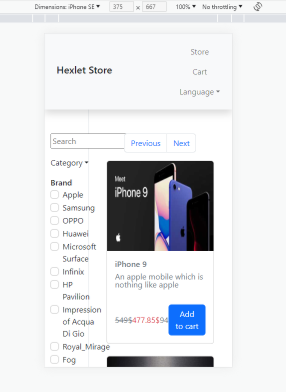 Dimensions: iPhone SE ▼ 375 × 667 100% ▼ No throttling ▼
Store
Hexlet Store
Cart
Language
Search
Previous Next
Category
Brand
Apple
Samsung
OPPO
Huawei
Microsoft
Surface
Infinix
HP
Pavilion
Impression
of Acqua
Di Gio
Royal_Mirage
Fog
Meet
iPhone 9
iPhone 9
An apple mobile which is
nothing like apple
549$477.85$94
Add
to cart